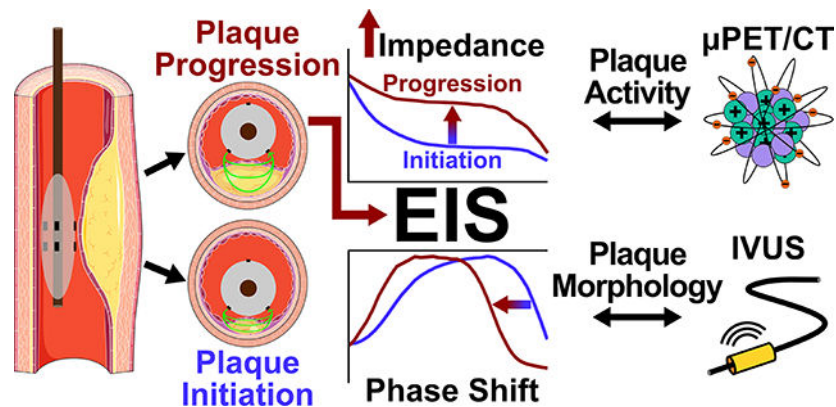 Plaque
Progression
Impedance
Progression
Initiation
Plaque
Activity
μPET/CT
EIS
Plaque
Initiation
Phase Shift
Plaque
Morphology
IVUS